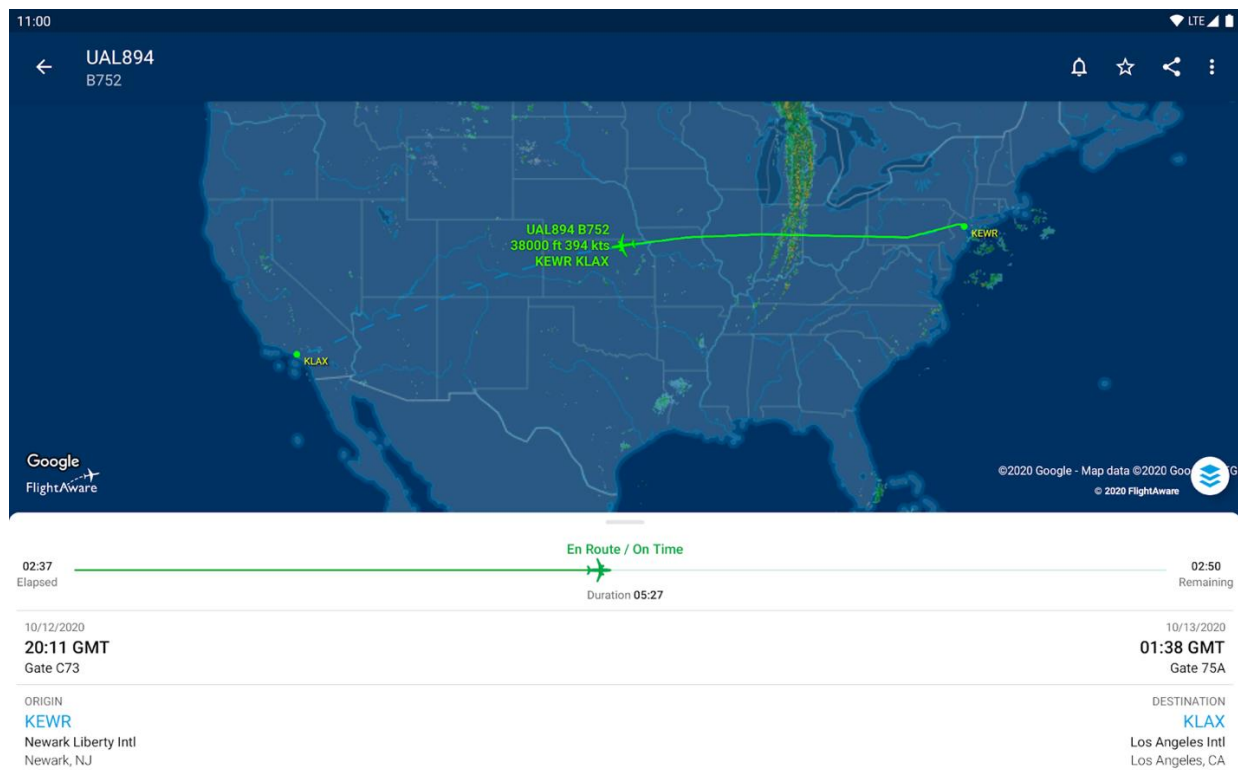 11:00
LTE
UAL894
B752
UAL894 B752
38000 ft 394 kts
KEWR KLAX
KEWR
KLAX
Google
FlightAware
©2020 Google - Map data ©2020 Goo
© 2020 FlightAware
En Route / On Time
02:37
Elapsed
02:50
Remaining
Duration 05:27
10/12/2020
20:11 GMT
Gate C73
10/13/2020
01:38 GMT
Gate 75A
ORIGIN
KEWR
Newark Liberty Intl
Newark, NJ
DESTINATION
KLAX
Los Angeles Intl
Los Angeles, CA